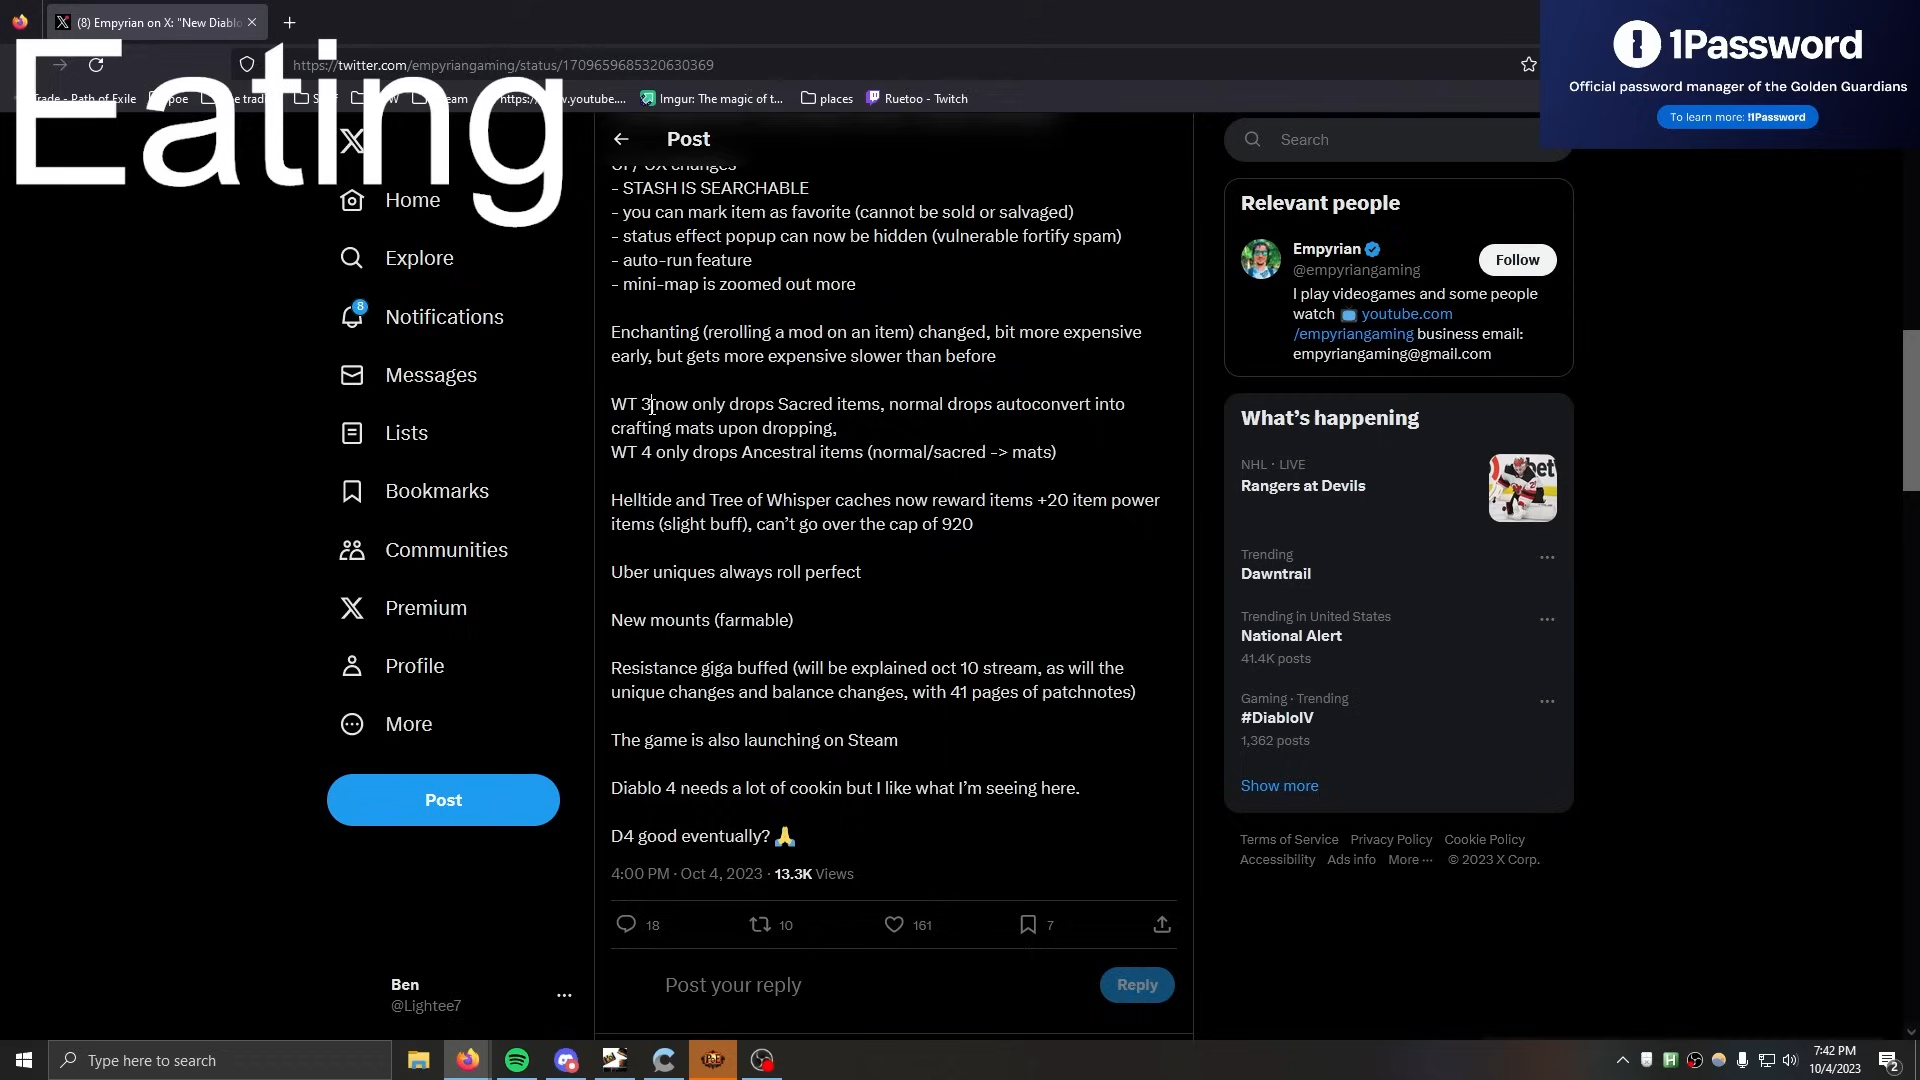 (8) Empyrian on X: "New Diablo
https://twitter.com/empyriangaming/status/1709659685320630369
Eating
Trade - Path of Exile
poe
https://www.youtube....
Imgur: The magic of t...
places
Ruetoo - Twitch
1Password
Official password manager of the Golden Guardians
To learn more: !1Password
Home
Explore
8
Notifications
Messages
Lists
Bookmarks
Communities
Premium
Profile
More
Post
Ben
@Lightee7
Post
UI / UX changes
- STASH IS SEARCHABLE
- you can mark item as favorite (cannot be sold or salvaged)
- status effect popup can now be hidden (vulnerable fortify spam)
- auto-run feature
- mini-map is zoomed out more
Enchanting (rerolling a mod on an item) changed, bit more expensive
early, but gets more expensive slower than before
WT 3 now only drops Sacred items, normal drops autoconvert into
crafting mats upon dropping,
WT 4 only drops Ancestral items (normal/sacred -> mats)
Helltide and Tree of Whisper caches now reward items +20 item power
items (slight buff), can't go over the cap of 920
Uber uniques always roll perfect
New mounts (farmable)
Resistance giga buffed (will be explained oct 10 stream, as will the
unique changes and balance changes, with 41 pages of patchnotes)
The game is also launching on Steam
Diablo 4 needs a lot of cookin but I like what I'm seeing here.
D4 good eventually? 🙏
4:00 PM · Oct 4, 2023 · 13.3K Views
18
10
161
7
Post your reply
Reply
Search
Relevant people
Empyrian
@empyriangaming
Follow
I play videogames and some people
watch 📺 youtube.com
/empyriangaming business email:
empyriangaming@gmail.com
What's happening
NHL · LIVE
Rangers at Devils
Trending
Dawntrail
Trending in United States
National Alert
41.4K posts
Gaming · Trending
#DiabloIV
1,362 posts
Show more
Terms of Service Privacy Policy Cookie Policy
Accessibility Ads info More ··· © 2023 X Corp.
Type here to search
7:42 PM
10/4/2023
2